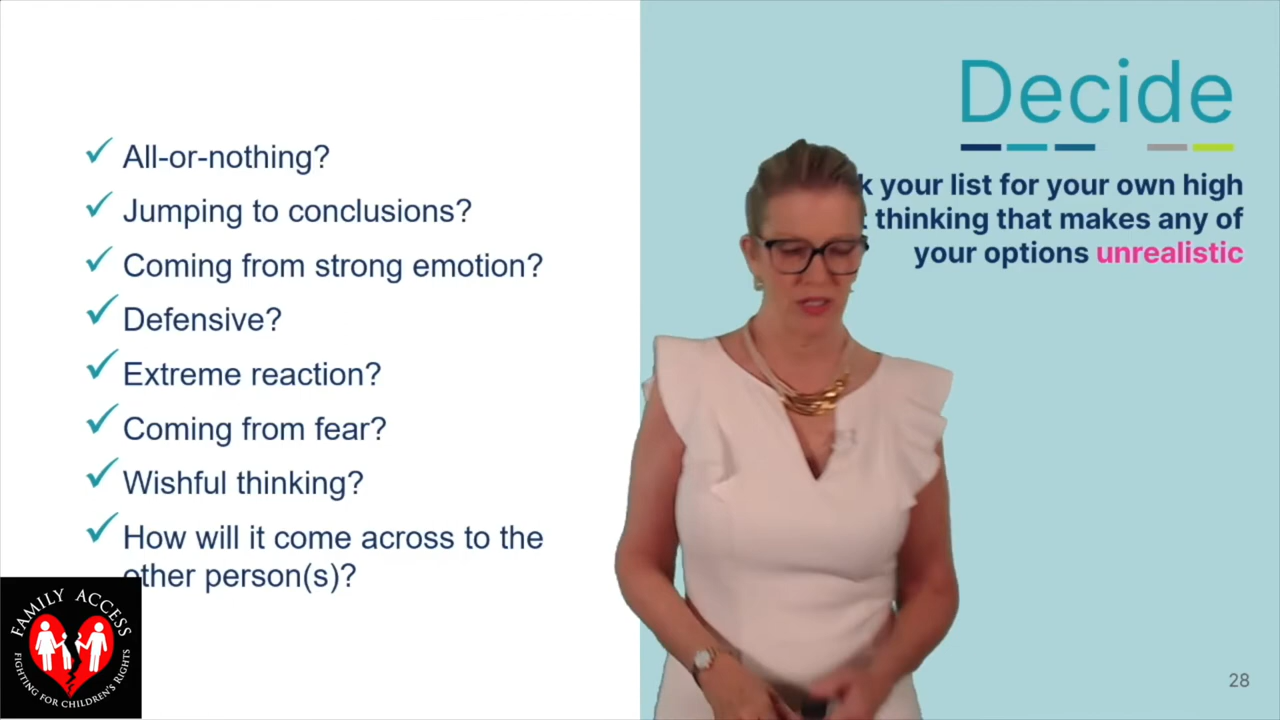 Decide
All-or-nothing?
Jumping to conclusions?
Coming from strong emotion?
Defensive?
Extreme reaction?
Coming from fear?
Wishful thinking?
How will it come across to the
other person(s)?
your list for your own high
thinking that makes any of
your options unrealistic
FAMILY ACCESS
FIGHTING FOR CHILDREN'S RIGHTS
28